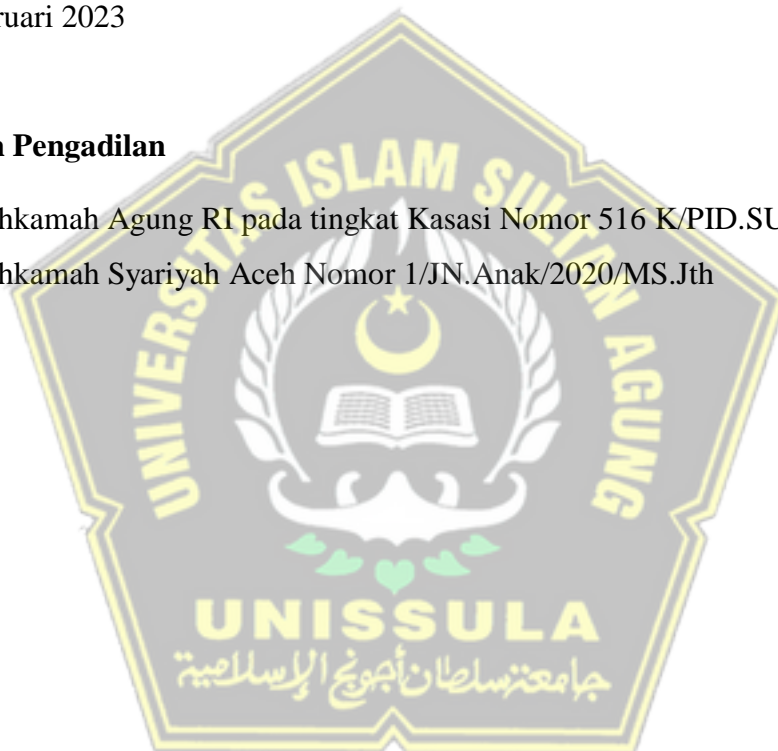 ruari 2023
n Pengadilan
hkamah Agung RI pada tingkat Kasasi Nomor 516 K/PID.SU
hkamah Syariyah Aceh Nomor 1/JN.Anak/2020/MS.Jth
UNIVERSITAS ISLAM SULTAN AGUNG
UNISSULA
جامعة سلطان أجونج الإسلامية